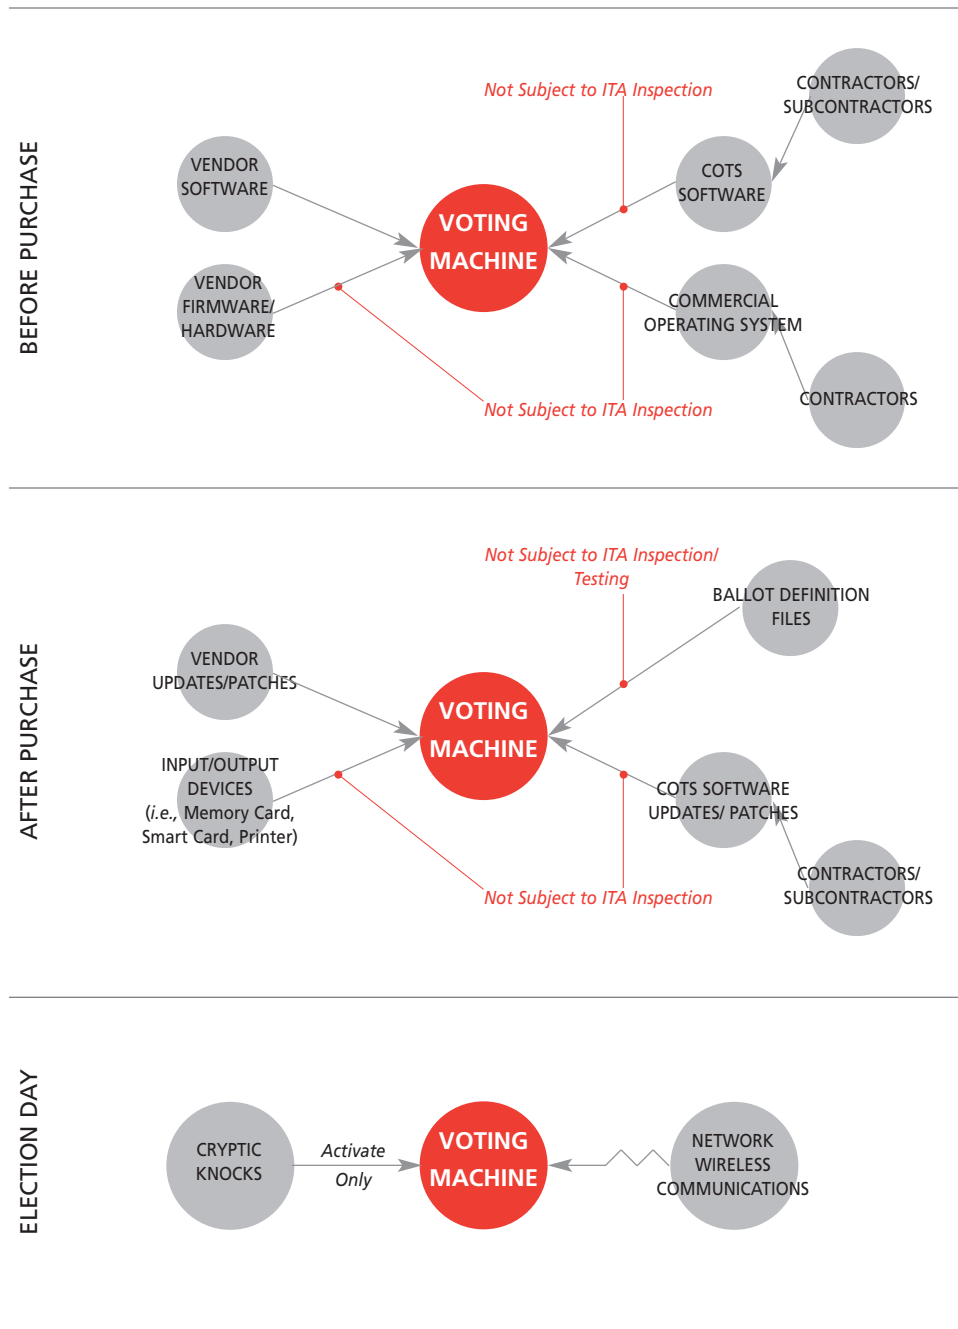 BEFORE PURCHASE
Not Subject to ITA Inspection
CONTRACTORS/
SUBCONTRACTORS
VENDOR
SOFTWARE
COTS
SOFTWARE
VOTING
MACHINE
VENDOR
FIRMWARE/
HARDWARE
COMMERCIAL
OPERATING SYSTEM
CONTRACTORS
Not Subject to ITA Inspection
AFTER PURCHASE
Not Subject to ITA Inspection/
Testing
BALLOT DEFINITION
FILES
VENDOR
UPDATES/PATCHES
VOTING
MACHINE
INPUT/OUTPUT
DEVICES
(i.e., Memory Card,
Smart Card, Printer)
COTS SOFTWARE
UPDATES/ PATCHES
CONTRACTORS/
SUBCONTRACTORS
Not Subject to ITA Inspection
ELECTION DAY
CRYPTIC
KNOCKS
Activate
Only
VOTING
MACHINE
NETWORK
WIRELESS
COMMUNICATIONS